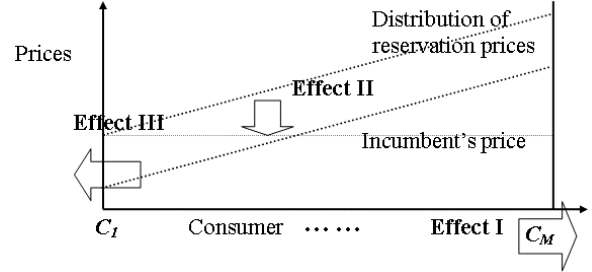 Distribution of
reservation prices
Prices
Effect II
Effect III
Incumbent's price
C1 Consumer ... ... Effect I CM